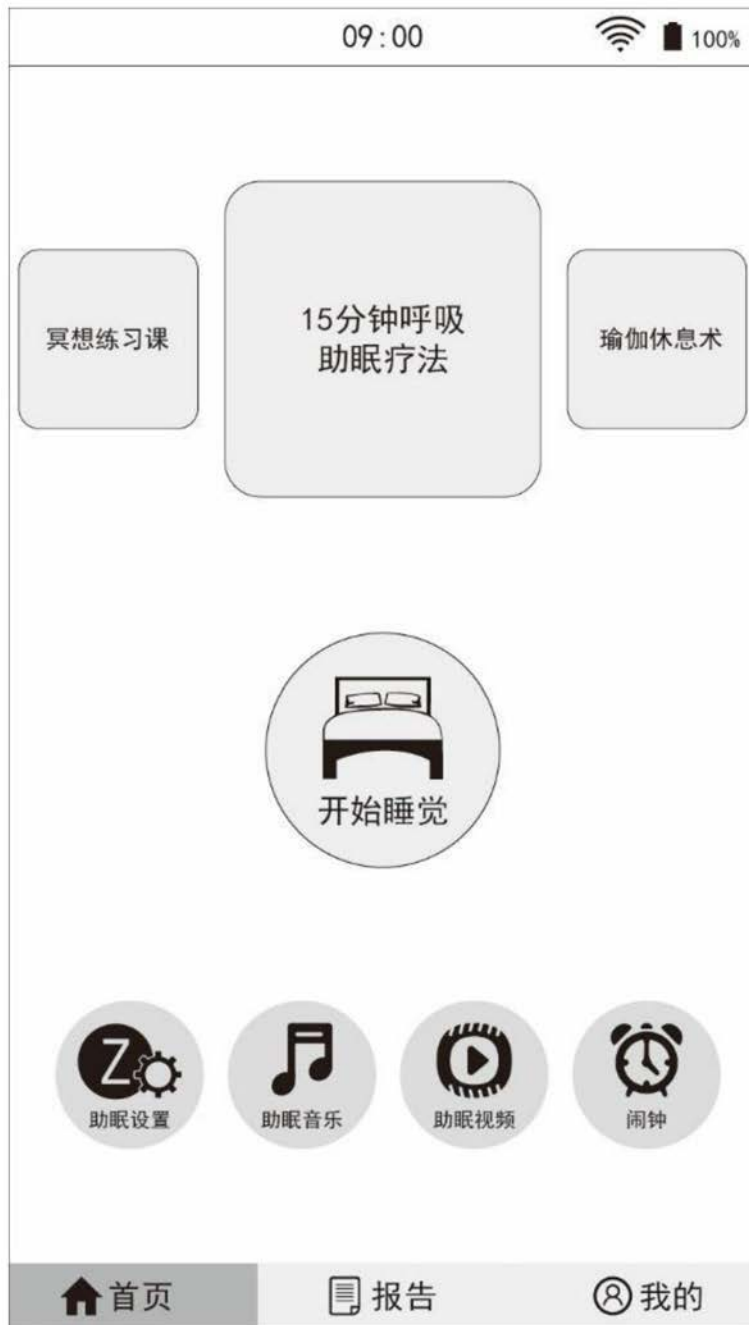 09:00
100%
冥想练习课
15分钟呼吸
助眠疗法
瑜伽休息术
开始睡觉
Z
助眠设置
助眠音乐
助眠视频
闹钟
首页
报告
我的